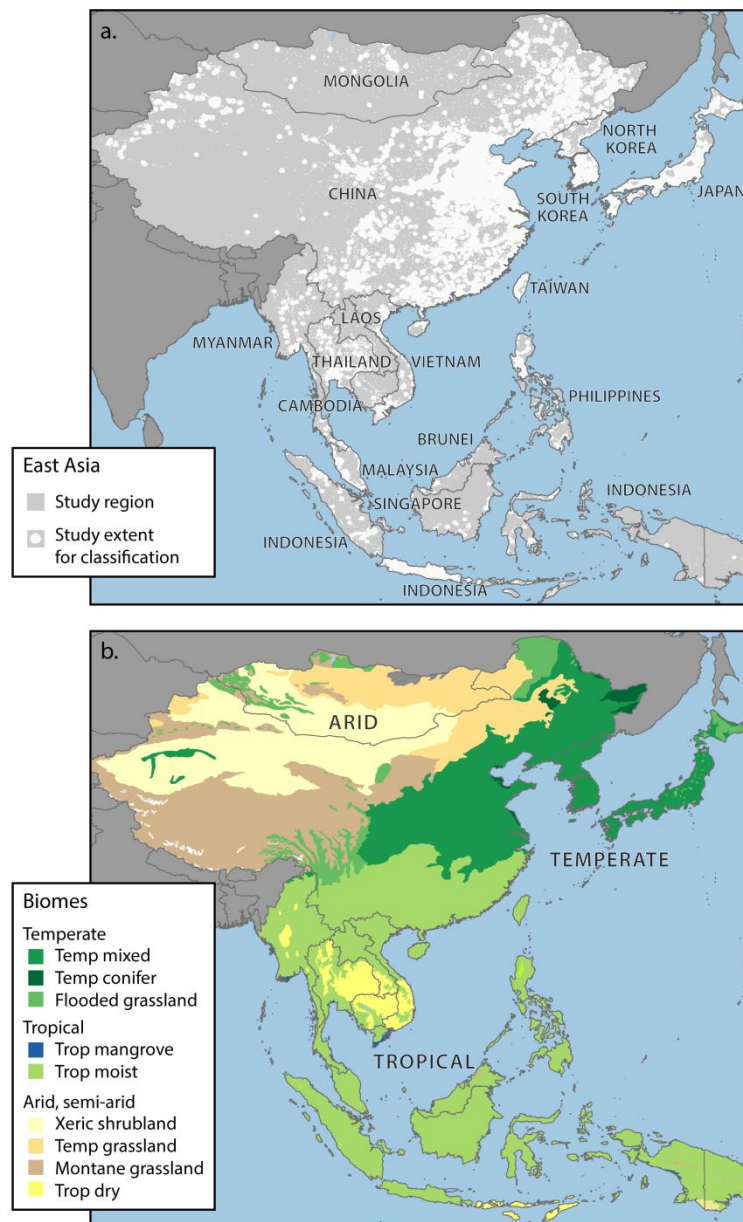 a.
MONGOLIA
NORTH
KOREA
CHINA
JAPAN
SOUTH
KOREA
TAIWAN
LAOS
MYANMAR
THAILAND
VIETNAM
PHILIPPINES
CAMBODIA
BRUNEI
MALAYSIA
SINGAPORE
INDONESIA
INDONESIA
INDONESIA
East Asia
Study region
Study extent
for classification
b.
ARID
TEMPERATE
TROPICAL
Biomes
Temperate
Temp mixed
Temp conifer
Flooded grassland
Tropical
Trop mangrove
Trop moist
Arid, semi-arid
Xeric shrubland
Temp grassland
Montane grassland
Trop dry